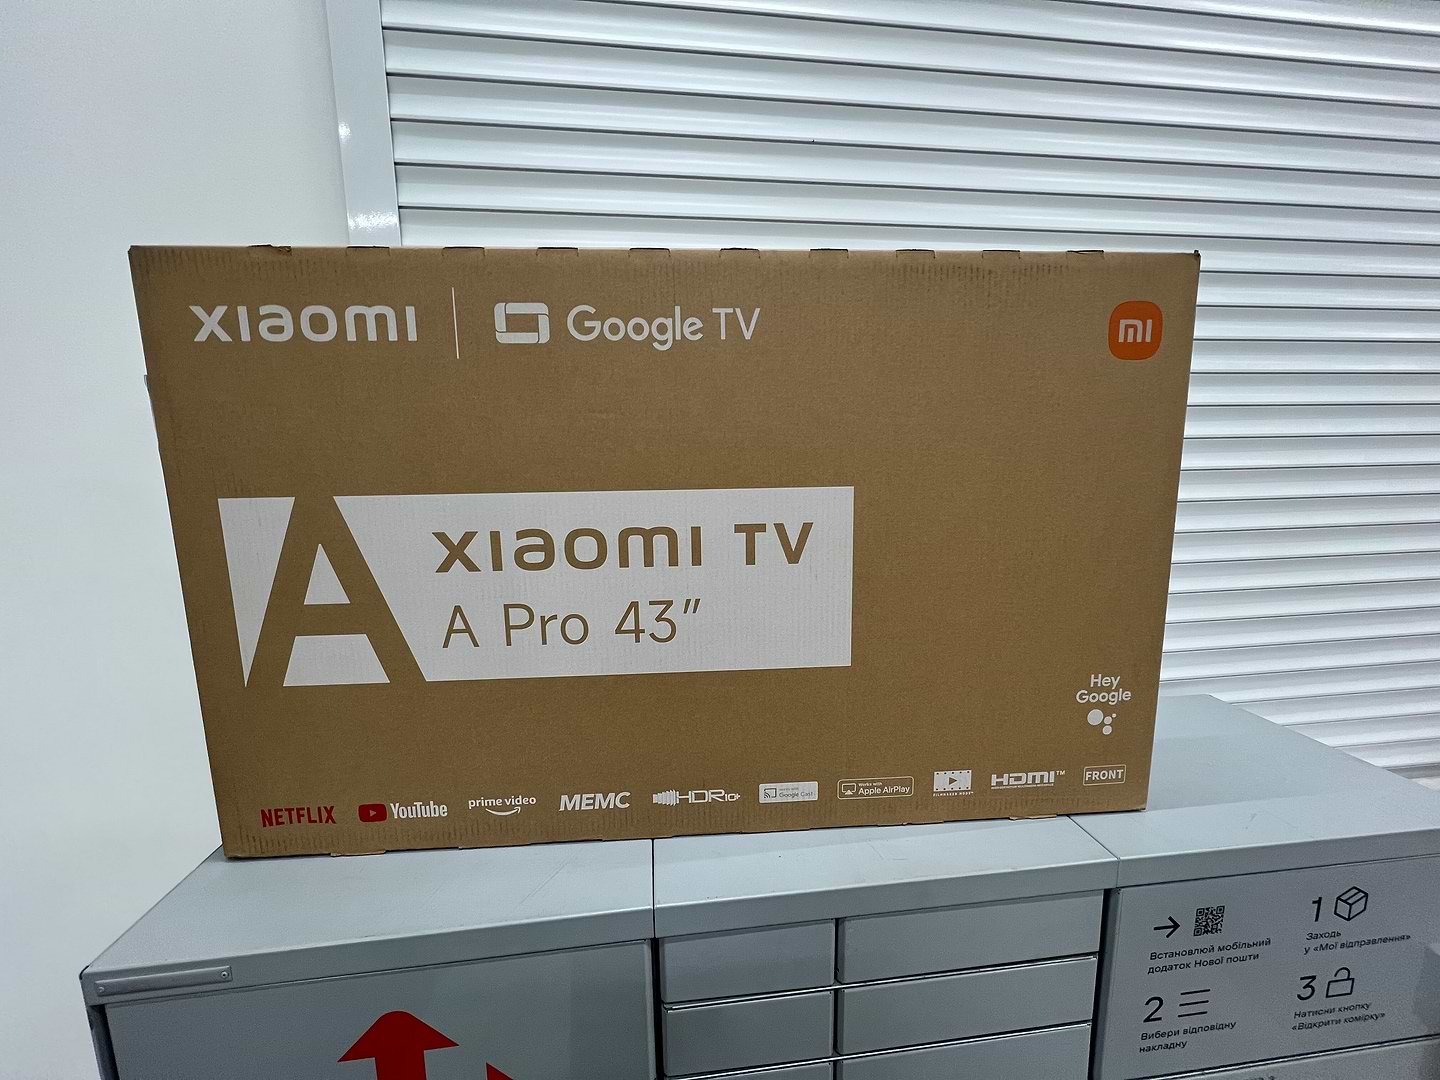 xiaomi | Google TV
mi
A
xiaomi TV
A Pro 43″
Hey
Google
NETFLIX YouTube prime video MEMC HDR10+ Google Cast Works with Apple AirPlay HDMI™ FRONT
Встановлюй мобільний
додаток Нової пошти
1
Заходь
у «Мої відправлення»
2
Вибери відповідну
накладну
3
Натисни кнопку
«Відкрити комірку»